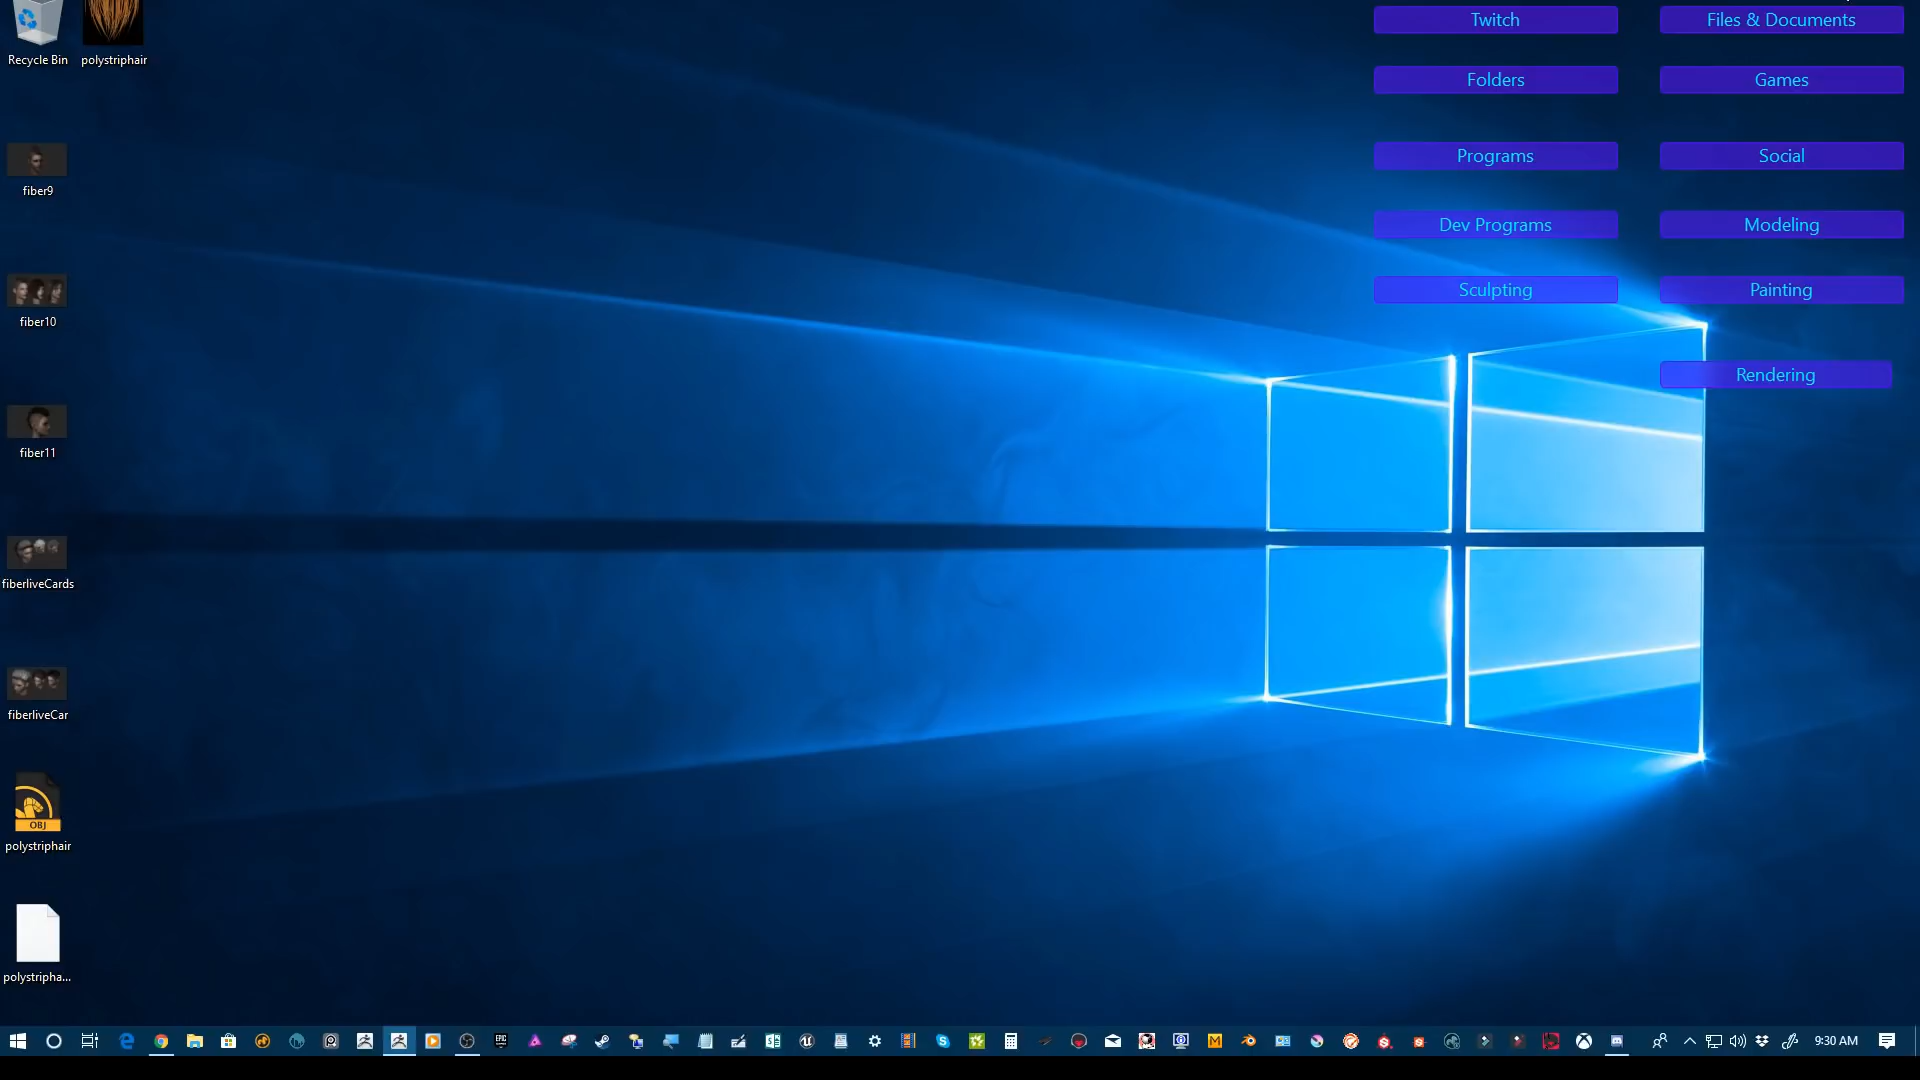 Recycle Bin
polystriphair
fiber9
fiber10
fiber11
fiberliveCards
fiberliveCar
OBJ
polystriphair
polystripha...
Twitch
Files & Documents
Folders
Games
Programs
Social
Dev Programs
Modeling
Sculpting
Painting
Rendering
EPIC
9:30 AM